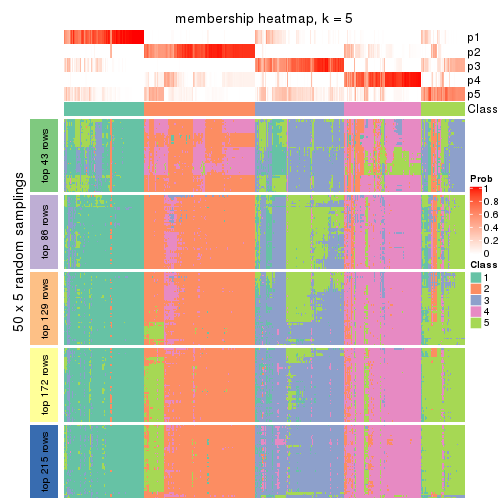 membership heatmap, k = 5
p1
p2
p3
p4
p5
Class
50 x 5 random samplings
top 43 rows
top 86 rows
top 129 rows
top 172 rows
top 215 rows
Prob
1
0.8
0.6
0.4
0.2
0
Class
1
2
3
4
5